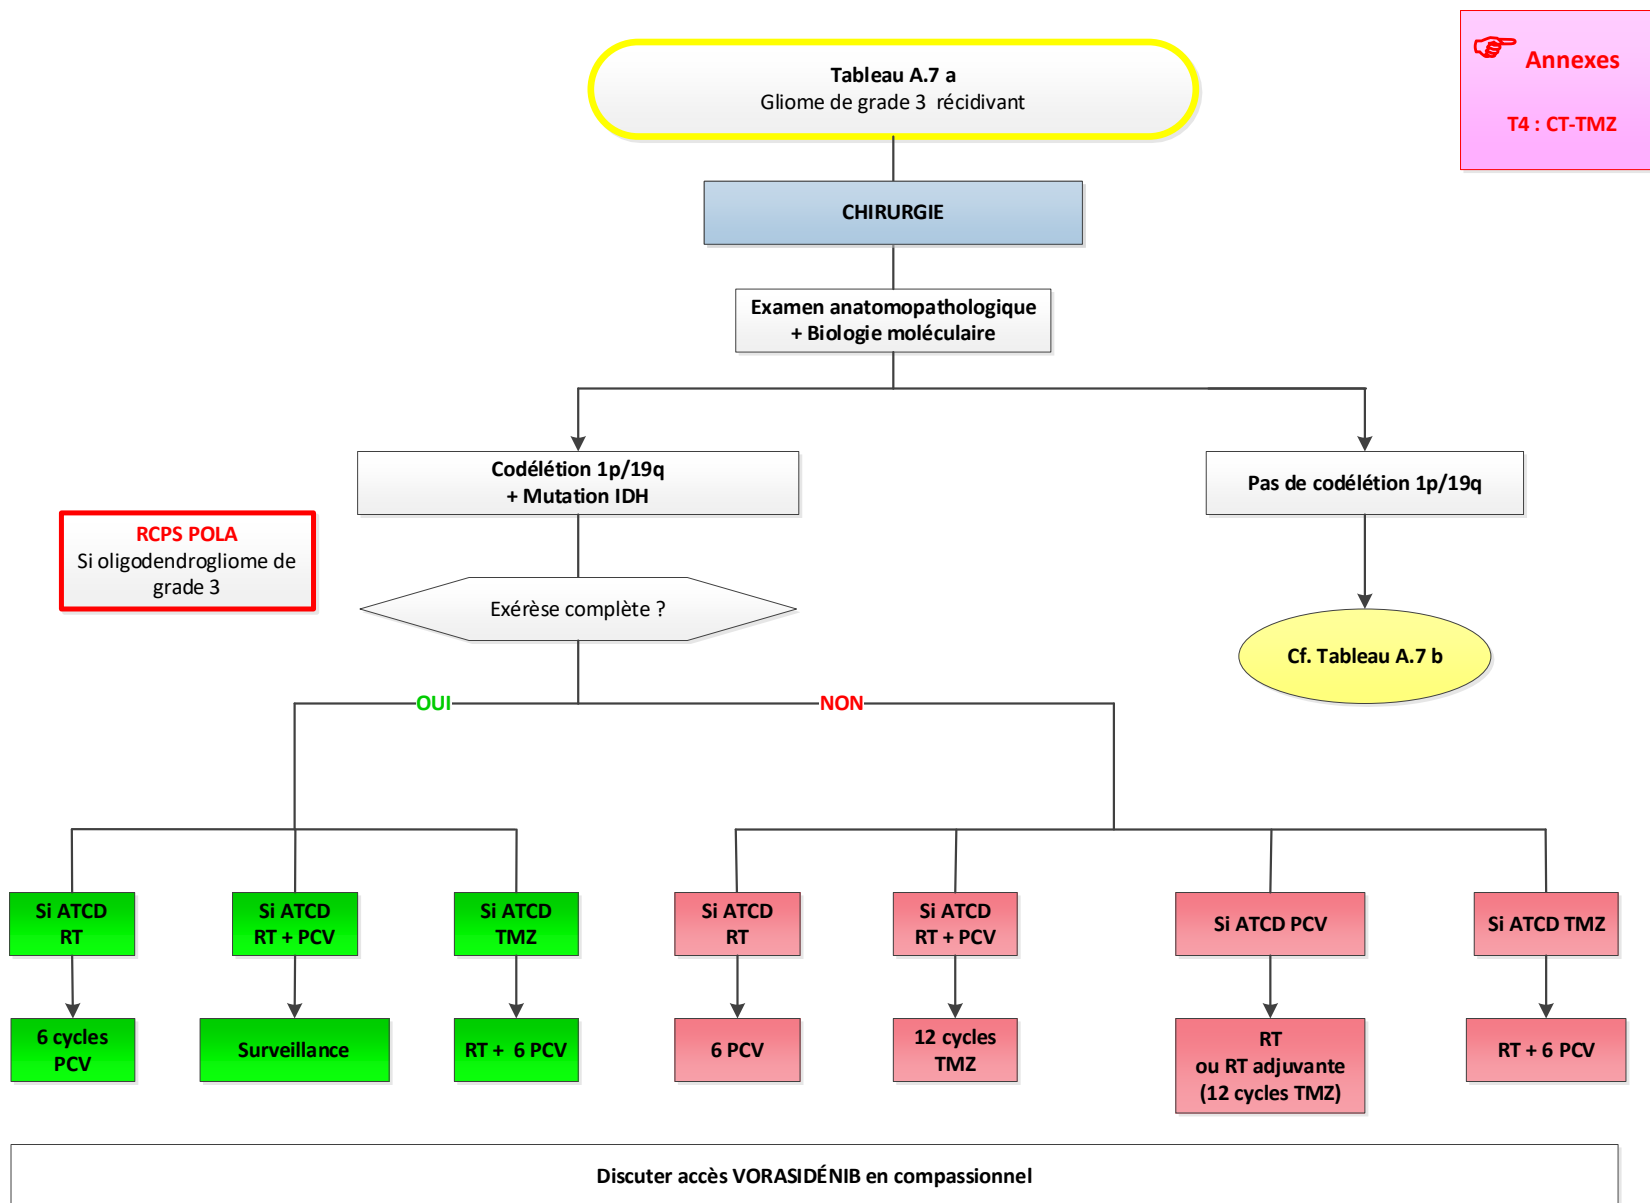 Tableau A.7 a
Gliome de grade 3 récidivant
☞ Annexes
T4 : CT-TMZ
CHIRURGIE
Examen anatomopathologique
+ Biologie moléculaire
Codélétion 1p/19q
+ Mutation IDH
Pas de codélétion 1p/19q
RCPS POLA
Si oligodendrogliome de
grade 3
Exérèse complète ?
Cf. Tableau A.7 b
OUI
NON
Si ATCD
RT
Si ATCD
RT + PCV
Si ATCD
TMZ
Si ATCD
RT
Si ATCD
RT + PCV
Si ATCD PCV
Si ATCD TMZ
6 cycles
PCV
Surveillance
RT + 6 PCV
6 PCV
12 cycles
TMZ
RT
ou RT adjuvante
(12 cycles TMZ)
RT + 6 PCV
Discuter accès VORASIDÉNIB en compassionnel